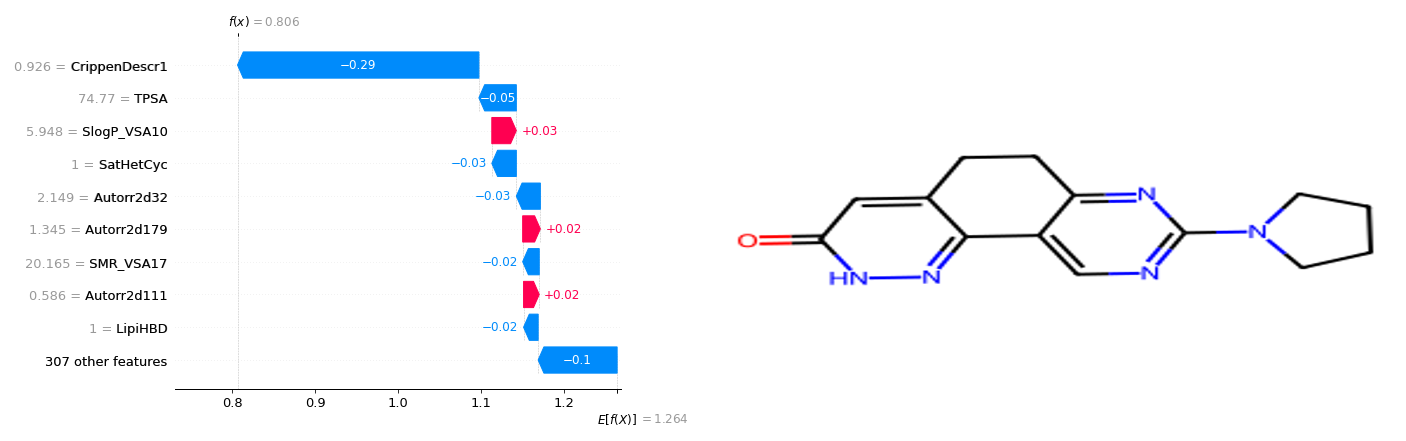 f(x) = 0.806
0.926 = CrippenDescr1 −0.29
74.77 = TPSA −0.05
5.948 = SlogP_VSA10 +0.03
1 = SatHetCyc −0.03
2.149 = Autorr2d32 −0.03
1.345 = Autorr2d179 +0.02
20.165 = SMR_VSA17 −0.02
0.586 = Autorr2d111 +0.02
1 = LipiHBD −0.02
307 other features −0.1
0.8 0.9 1.0 1.1 1.2
E[f(X)] = 1.264
N
O N N
HN N N